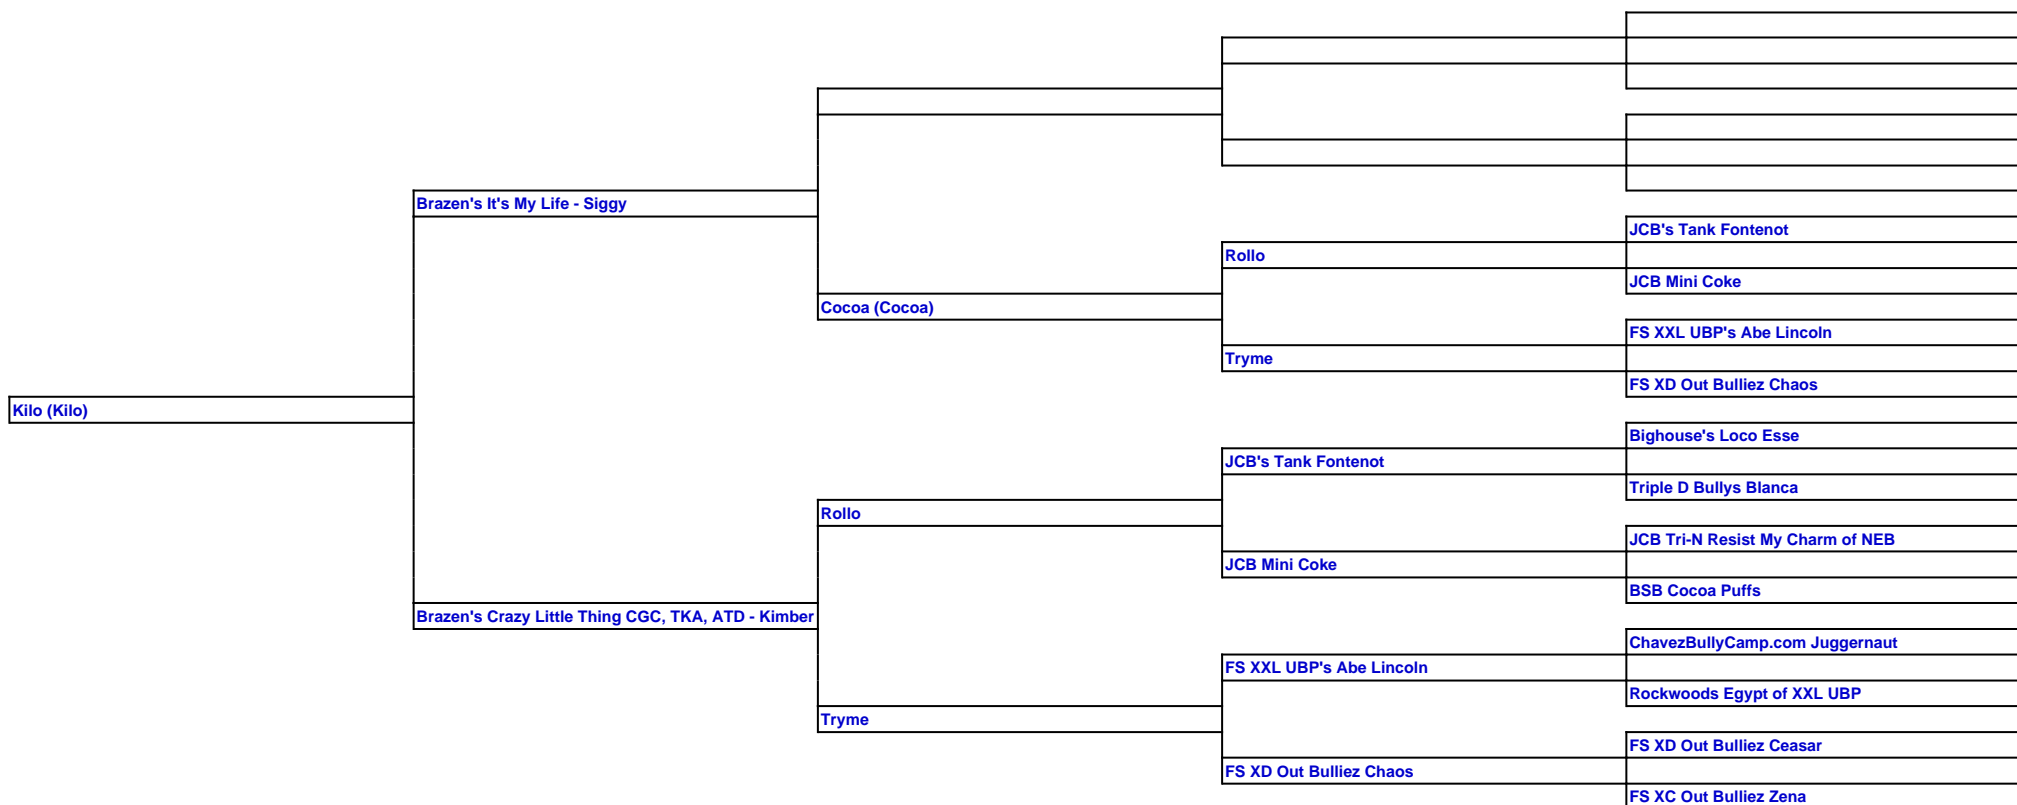 Brazen's It's My Life - Siggy
JCB's Tank Fontenot
Rollo
JCB Mini Coke
Cocoa (Cocoa)
FS XXL UBP's Abe Lincoln
Tryme
FS XD Out Bulliez Chaos
Kilo (Kilo)
Bighouse's Loco Esse
JCB's Tank Fontenot
Triple D Bullys Blanca
Rollo
JCB Tri-N Resist My Charm of NEB
JCB Mini Coke
BSB Cocoa Puffs
Brazen's Crazy Little Thing CGC, TKA, ATD - Kimber
ChavezBullyCamp.com Juggernaut
FS XXL UBP's Abe Lincoln
Rockwoods Egypt of XXL UBP
Tryme
FS XD Out Bulliez Ceasar
FS XD Out Bulliez Chaos
FS XC Out Bulliez Zena